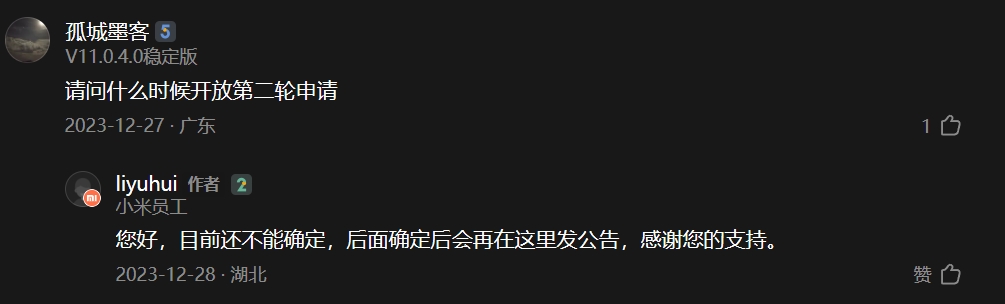 孤城墨客 5
V11.0.4.0稳定版
请问什么时候开放第二轮申请
2023-12-27 · 广东 1
liyuhui 作者 2
小米员工
您好，目前还不能确定，后面确定后会再在这里发公告，感谢您的支持。
2023-12-28 · 湖北 赞